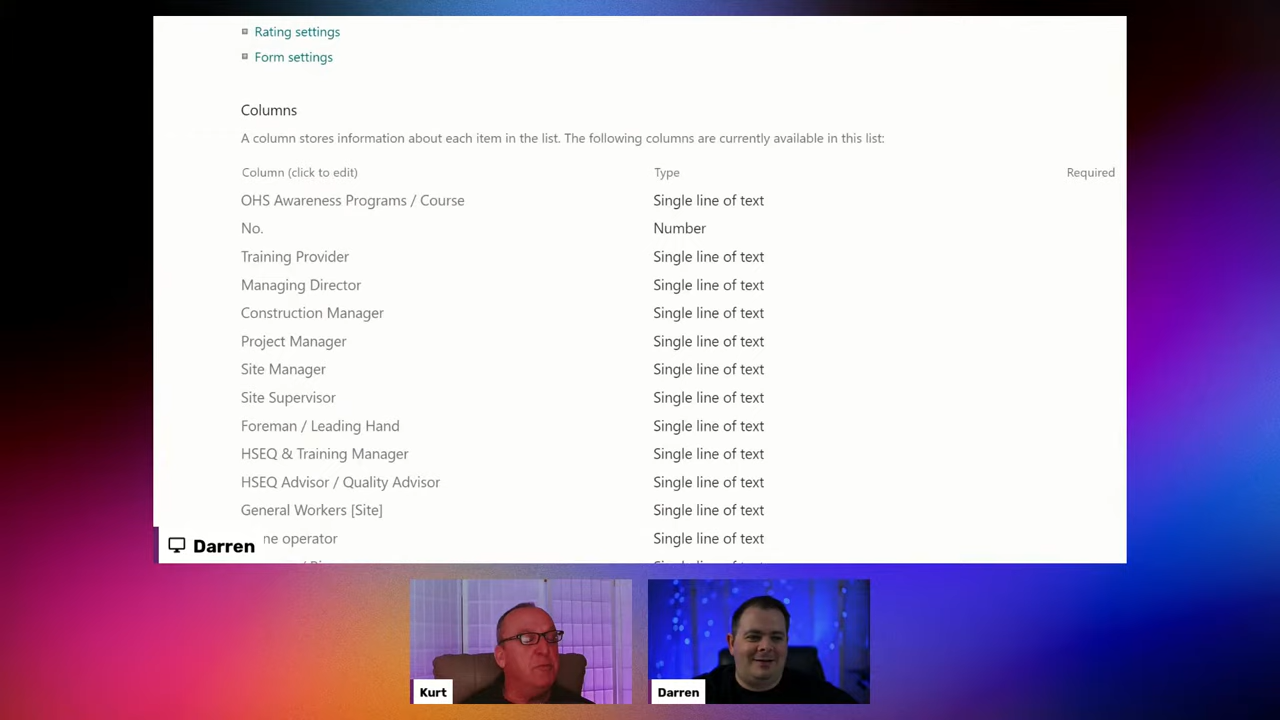 Rating settings
Form settings
Columns
A column stores information about each item in the list. The following columns are currently available in this list:
Column (click to edit) Type Required
OHS Awareness Programs / Course Single line of text
No. Number
Training Provider Single line of text
Managing Director Single line of text
Construction Manager Single line of text
Project Manager Single line of text
Site Manager Single line of text
Site Supervisor Single line of text
Foreman / Leading Hand Single line of text
HSEQ & Training Manager Single line of text
HSEQ Advisor / Quality Advisor Single line of text
General Workers [Site] Single line of text
operator Single line of text
Darren
Kurt
Darren